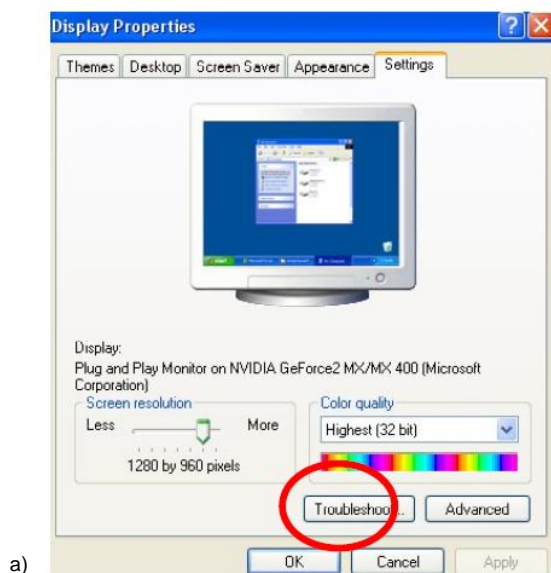 Display Properties
Themes Desktop Screen Saver Appearance Settings
start
Display:
Plug and Play Monitor on NVIDIA GeForce2 MX/MX 400 (Microsoft
Corporation)
Screen resolution
Less More
1280 by 960 pixels
Color quality
Highest (32 bit)
Troubleshoo... Advanced
a) OK Cancel Apply